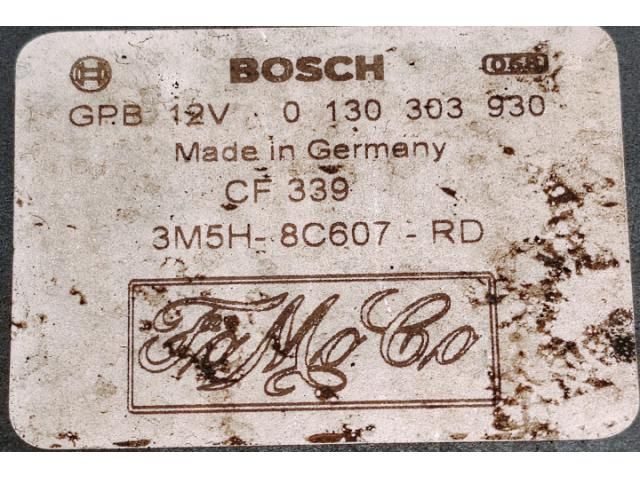 BOSCH
GPB 12V 0 130 303 930
Made in Germany
CF 339
3M5H- 8C607 - RD
FoMoCo